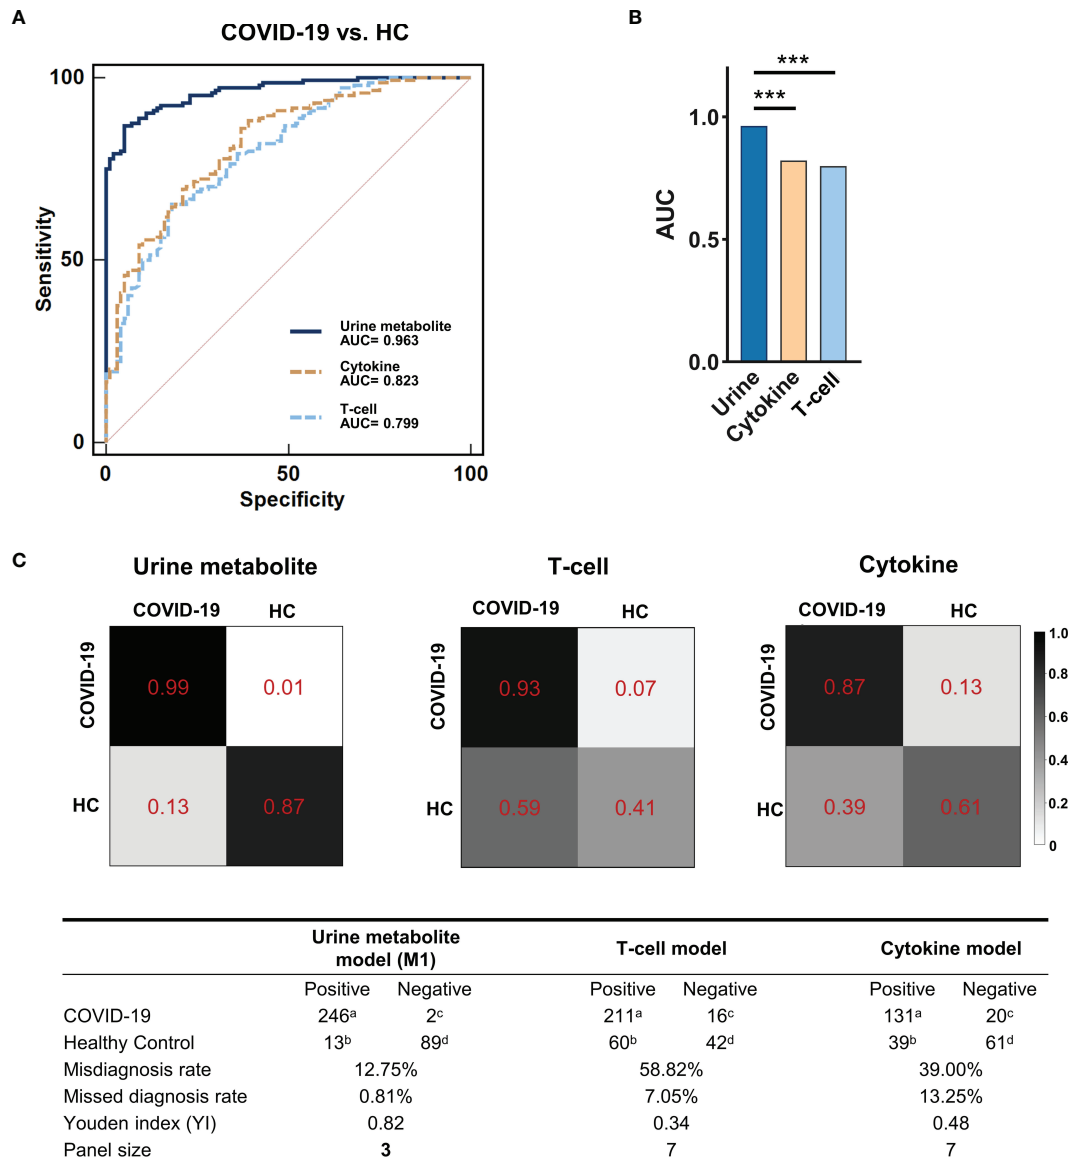 A
COVID-19 vs. HC
100
50
0
Sensitivity
Urine metabolite
AUC= 0.963
Cytokine
AUC= 0.823
T-cell
AUC= 0.799
0 50 100
Specificity
B
***
***
1.0
0.5
0.0
AUC
Urine
Cytokine
T-cell
C
Urine metabolite
COVID-19 HC
COVID-19
0.99 0.01
HC
0.13 0.87
T-cell
COVID-19 HC
COVID-19
0.93 0.07
HC
0.59 0.41
Cytokine
COVID-19 HC
COVID-19
0.87 0.13
HC
0.39 0.61
1.0
0.8
0.6
0.4
0.2
0
Urine metabolite
model (M1)
T-cell model
Cytokine model
Positive Negative Positive Negative Positive Negative
COVID-19 246ᵃ 2ᶜ 211ᵃ 16ᶜ 131ᵃ 20ᶜ
Healthy Control 13ᵇ 89ᵈ 60ᵇ 42ᵈ 39ᵇ 61ᵈ
Misdiagnosis rate 12.75% 58.82% 39.00%
Missed diagnosis rate 0.81% 7.05% 13.25%
Youden index (YI) 0.82 0.34 0.48
Panel size 3 7 7